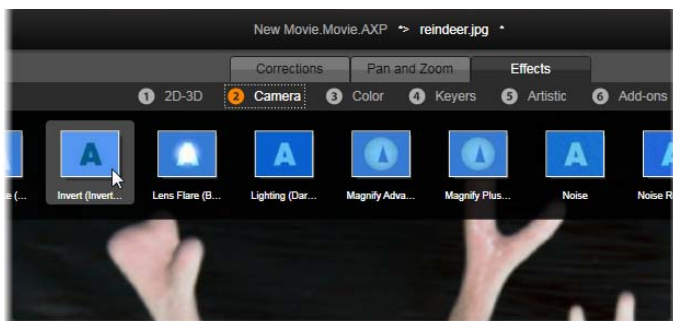 New Movie.Movie.AXP *> reindeer.jpg *
Corrections Pan and Zoom Effects
1 2D-3D 2 Camera 3 Color 4 Keyers 5 Artistic 6 Add-ons
A A A A A A A
e (... Invert (Invert... Lens Flare (B... Lighting (Dar... Magnify Adva... Magnify Plus... Noise Noise R